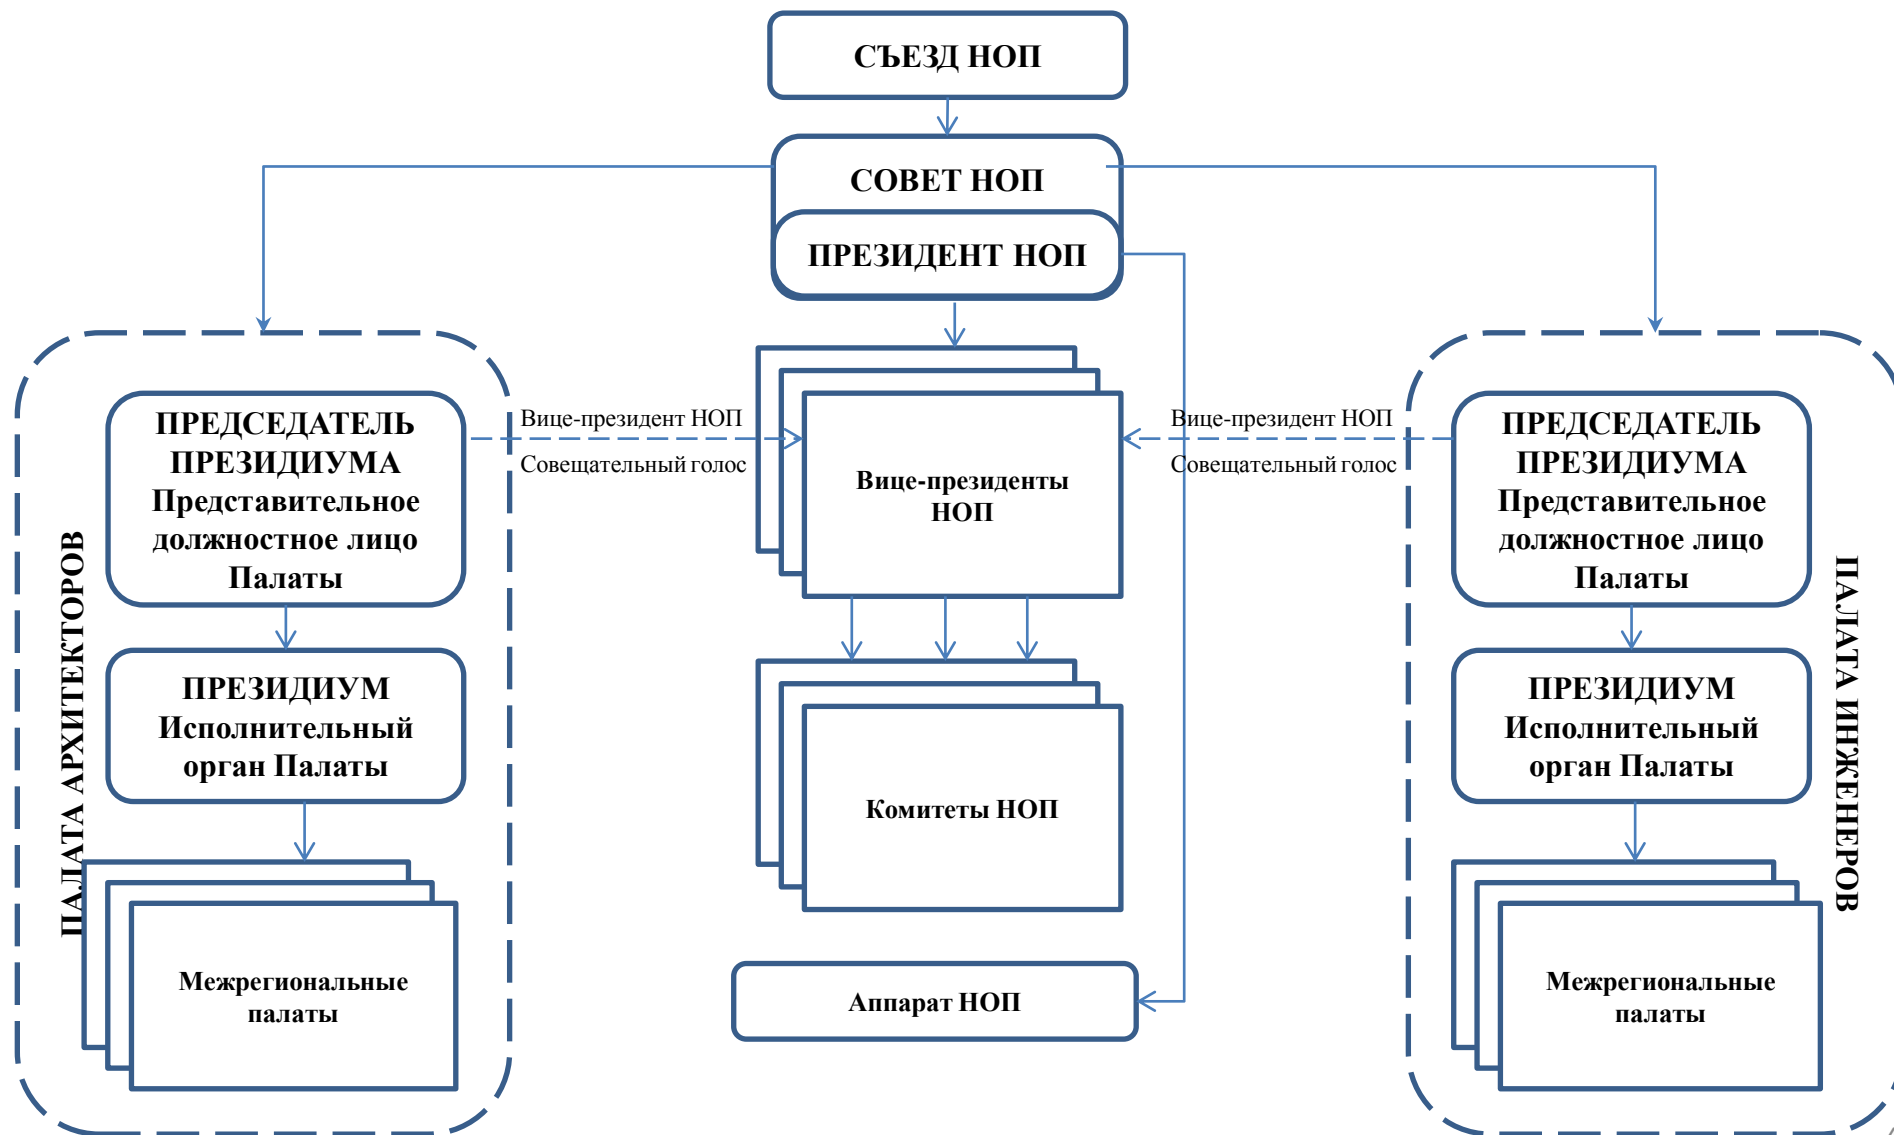 СЪЕЗД НОП
СОВЕТ НОП
ПРЕЗИДЕНТ НОП
ПАЛАТА АРХИТЕКТОРОВ
ПРЕДСЕДАТЕЛЬ
ПРЕЗИДИУМА
Представительное
должностное лицо
Палаты
ПРЕЗИДИУМ
Исполнительный
орган Палаты
Межрегиональные
палаты
Вице-президент НОП
Совещательный голос
Вице-президенты
НОП
Комитеты НОП
Аппарат НОП
Вице-президент НОП
Совещательный голос
ПРЕДСЕДАТЕЛЬ
ПРЕЗИДИУМА
Представительное
должностное лицо
Палаты
ПРЕЗИДИУМ
Исполнительный
орган Палаты
Межрегиональные
палаты
ПАЛАТА ИНЖЕНЕРОВ